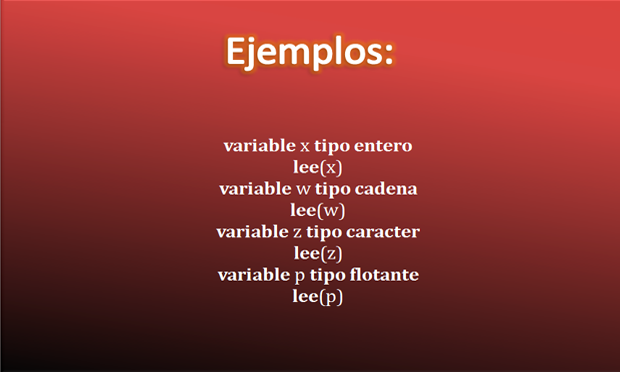 Ejemplos:
variable x tipo entero
lee(x)
variable w tipo cadena
lee(w)
variable z tipo caracter
lee(z)
variable p tipo flotante
lee(p)